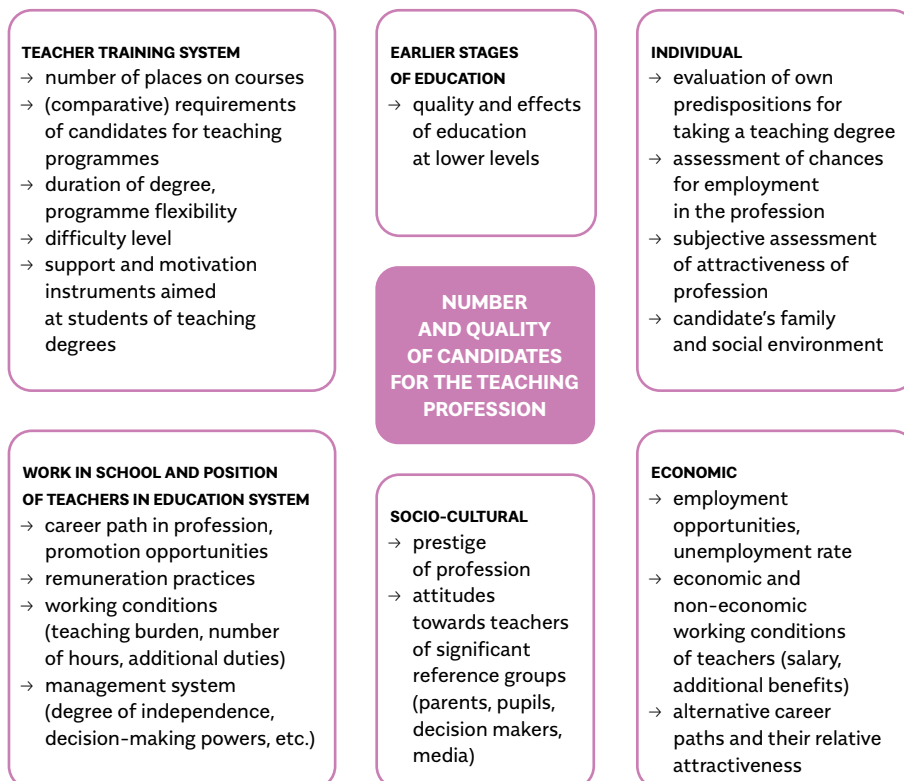 TEACHER TRAINING SYSTEM
→ number of places on courses
→ (comparative) requirements
of candidates for teaching
programmes
→ duration of degree,
programme flexibility
→ difficulty level
→ support and motivation
instruments aimed
at students of teaching
degrees
EARLIER STAGES
OF EDUCATION
→ quality and effects
of education
at lower levels
INDIVIDUAL
→ evaluation of own
predispositions for
taking a teaching degree
→ assessment of chances
for employment
in the profession
→ subjective assessment
of attractiveness of
profession
→ candidate's family
and social environment
NUMBER
AND QUALITY
OF CANDIDATES
FOR THE TEACHING
PROFESSION
WORK IN SCHOOL AND POSITION
OF TEACHERS IN EDUCATION SYSTEM
→ career path in profession,
promotion opportunities
→ remuneration practices
→ working conditions
(teaching burden, number
of hours, additional duties)
→ management system
(degree of independence,
decision-making powers, etc.)
SOCIO-CULTURAL
→ prestige
of profession
→ attitudes
towards teachers
of significant
reference groups
(parents, pupils,
decision makers,
media)
ECONOMIC
→ employment
opportunities,
unemployment rate
→ economic and
non-economic
working conditions
of teachers (salary,
additional benefits)
→ alternative career
paths and their relative
attractiveness